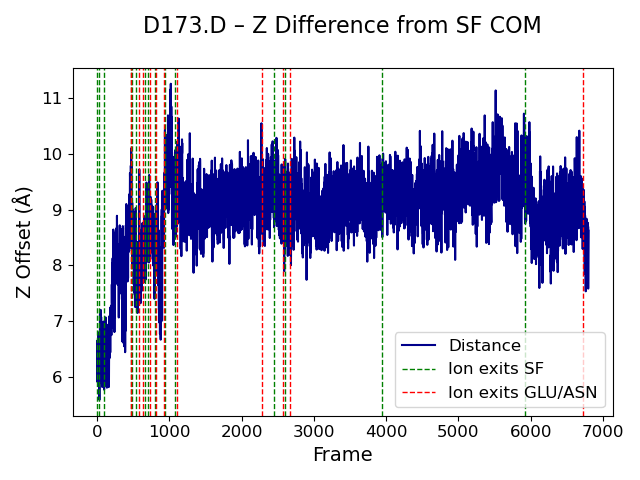 D173.D – Z Difference from SF COM
Z Offset (Å)
11
10
9
8
7
6
Distance
Ion exits SF
Ion exits GLU/ASN
0 1000 2000 3000 4000 5000 6000 7000
Frame